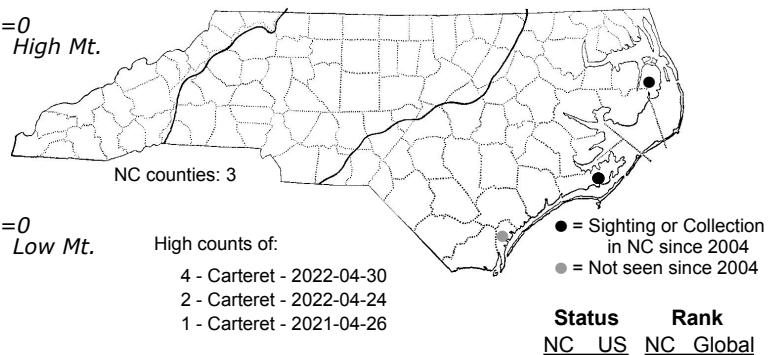 =0
High Mt.
NC counties: 3
=0
Low Mt.
High counts of:
4 - Carteret - 2022-04-30
2 - Carteret - 2022-04-24
1 - Carteret - 2021-04-26
● = Sighting or Collection
in NC since 2004
● = Not seen since 2004
Status Rank
NC US NC Global